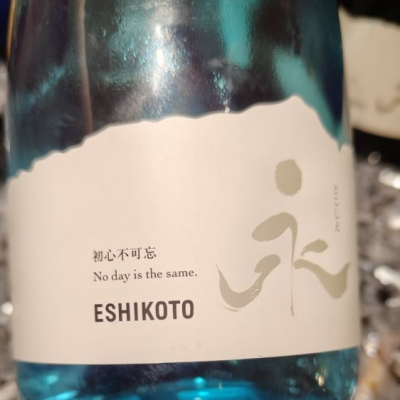 初心不可忘
No day is the same.
ESHIKOTO
永